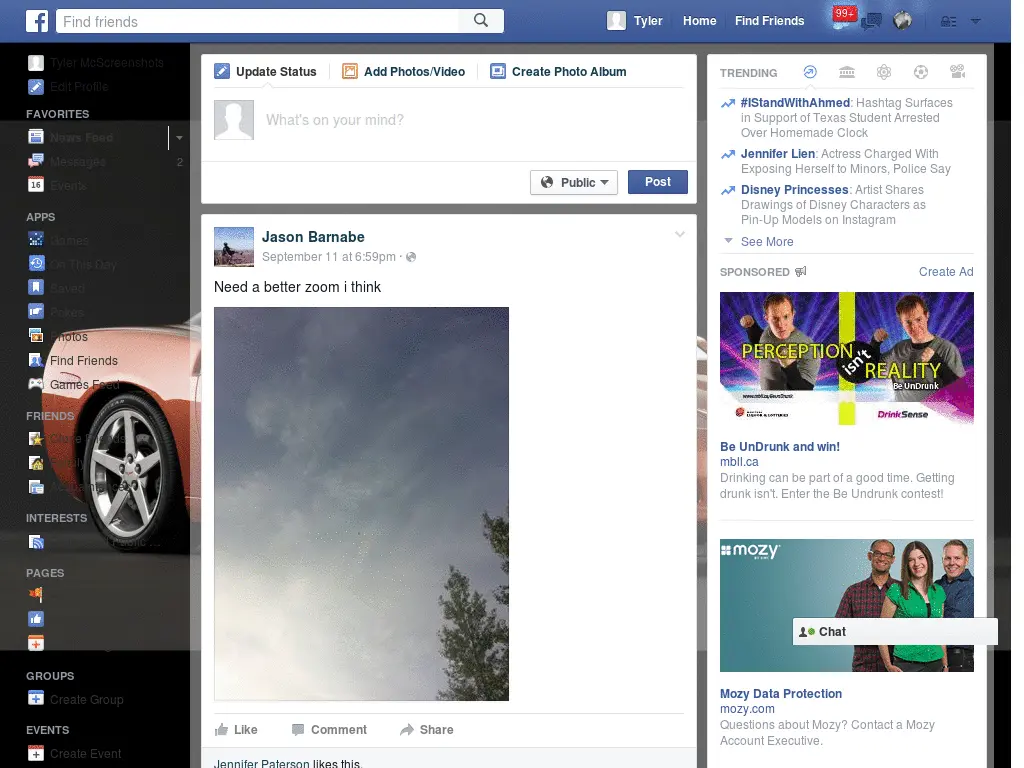 Find friends
Tyler
Home
Find Friends
99+
Tyler McScreenshots
Edit Profile
FAVORITES
News Feed
Messages
2
16
Events
APPS
Games
On This Day
Saved
Pokes
Photos
Find Friends
Games Feed
FRIENDS
Close Friends
INTERESTS
PAGES
GROUPS
Create Group
EVENTS
Create Event
Update Status
Add Photos/Video
Create Photo Album
What's on your mind?
Public
Post
Jason Barnabe
September 11 at 6:59pm ·
Need a better zoom i think
Like
Comment
Share
Jennifer Paterson likes this.
TRENDING
#IStandWithAhmed: Hashtag Surfaces
in Support of Texas Student Arrested
Over Homemade Clock
Jennifer Lien: Actress Charged With
Exposing Herself to Minors, Police Say
Disney Princesses: Artist Shares
Drawings of Disney Characters as
Pin-Up Models on Instagram
See More
SPONSORED
Create Ad
PERCEPTION
isn't
REALITY
Be UnDrunk
DrinkSense
Be UnDrunk and win!
mbll.ca
Drinking can be part of a good time. Getting
drunk isn't. Enter the Be Undrunk contest!
mozy
Chat
Mozy Data Protection
mozy.com
Questions about Mozy? Contact a Mozy
Account Executive.